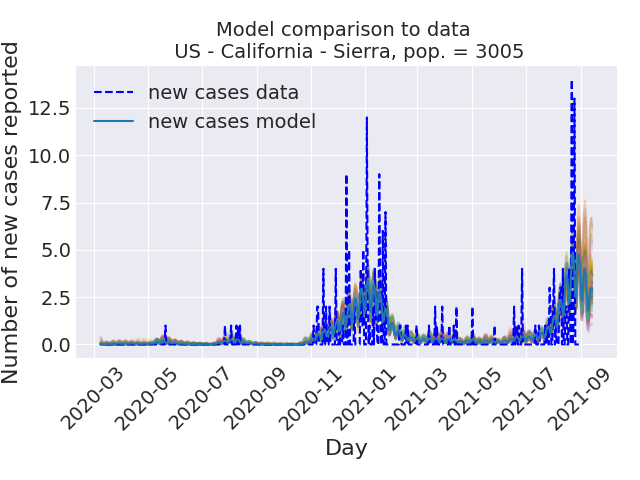 Model comparison to data
US - California - Sierra, pop. = 3005
Number of new cases reported
12.5
10.0
7.5
5.0
2.5
0.0
new cases data
new cases model
2020-03
2020-05
2020-07
2020-09
2020-11
2021-01
2021-03
2021-05
2021-07
2021-09
Day